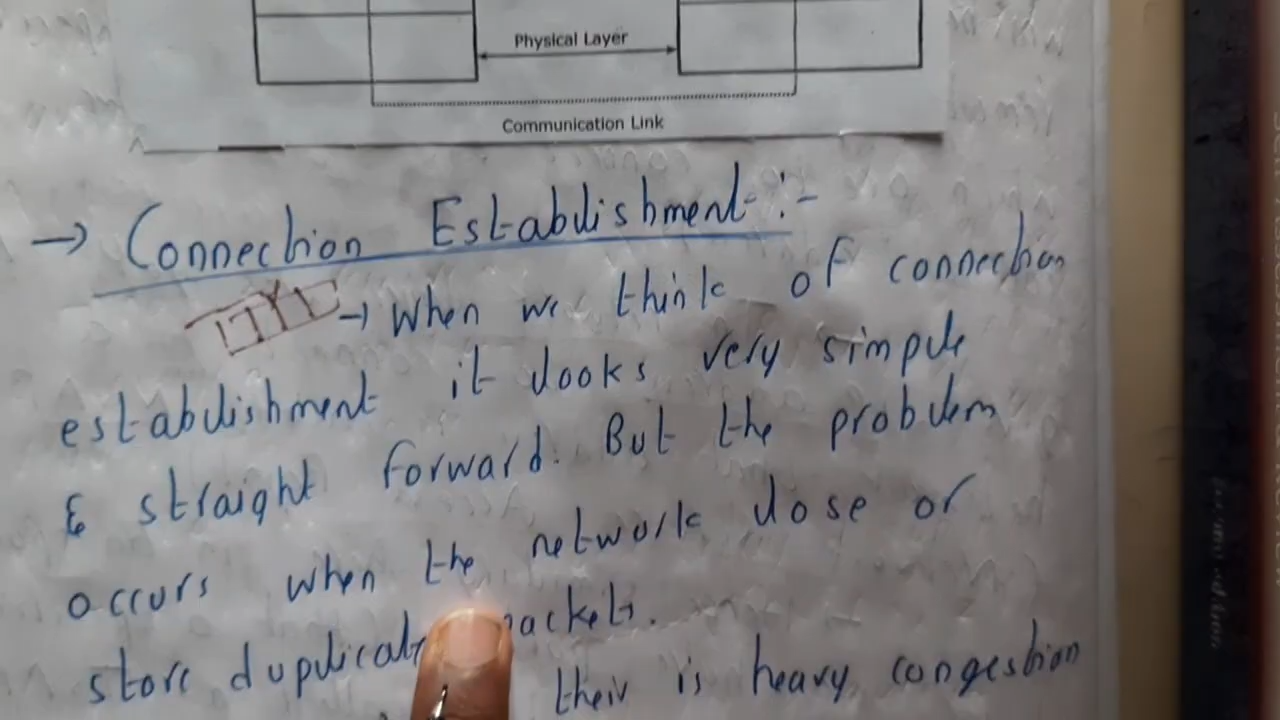 Physical Layer
Communication Link
→ Connection Establishment :-
→ When we think of connection
establishment it looks very simple
& straight forward. But the problem
occurs when the network lose or
store duplicate packets.
their is heavy congestion